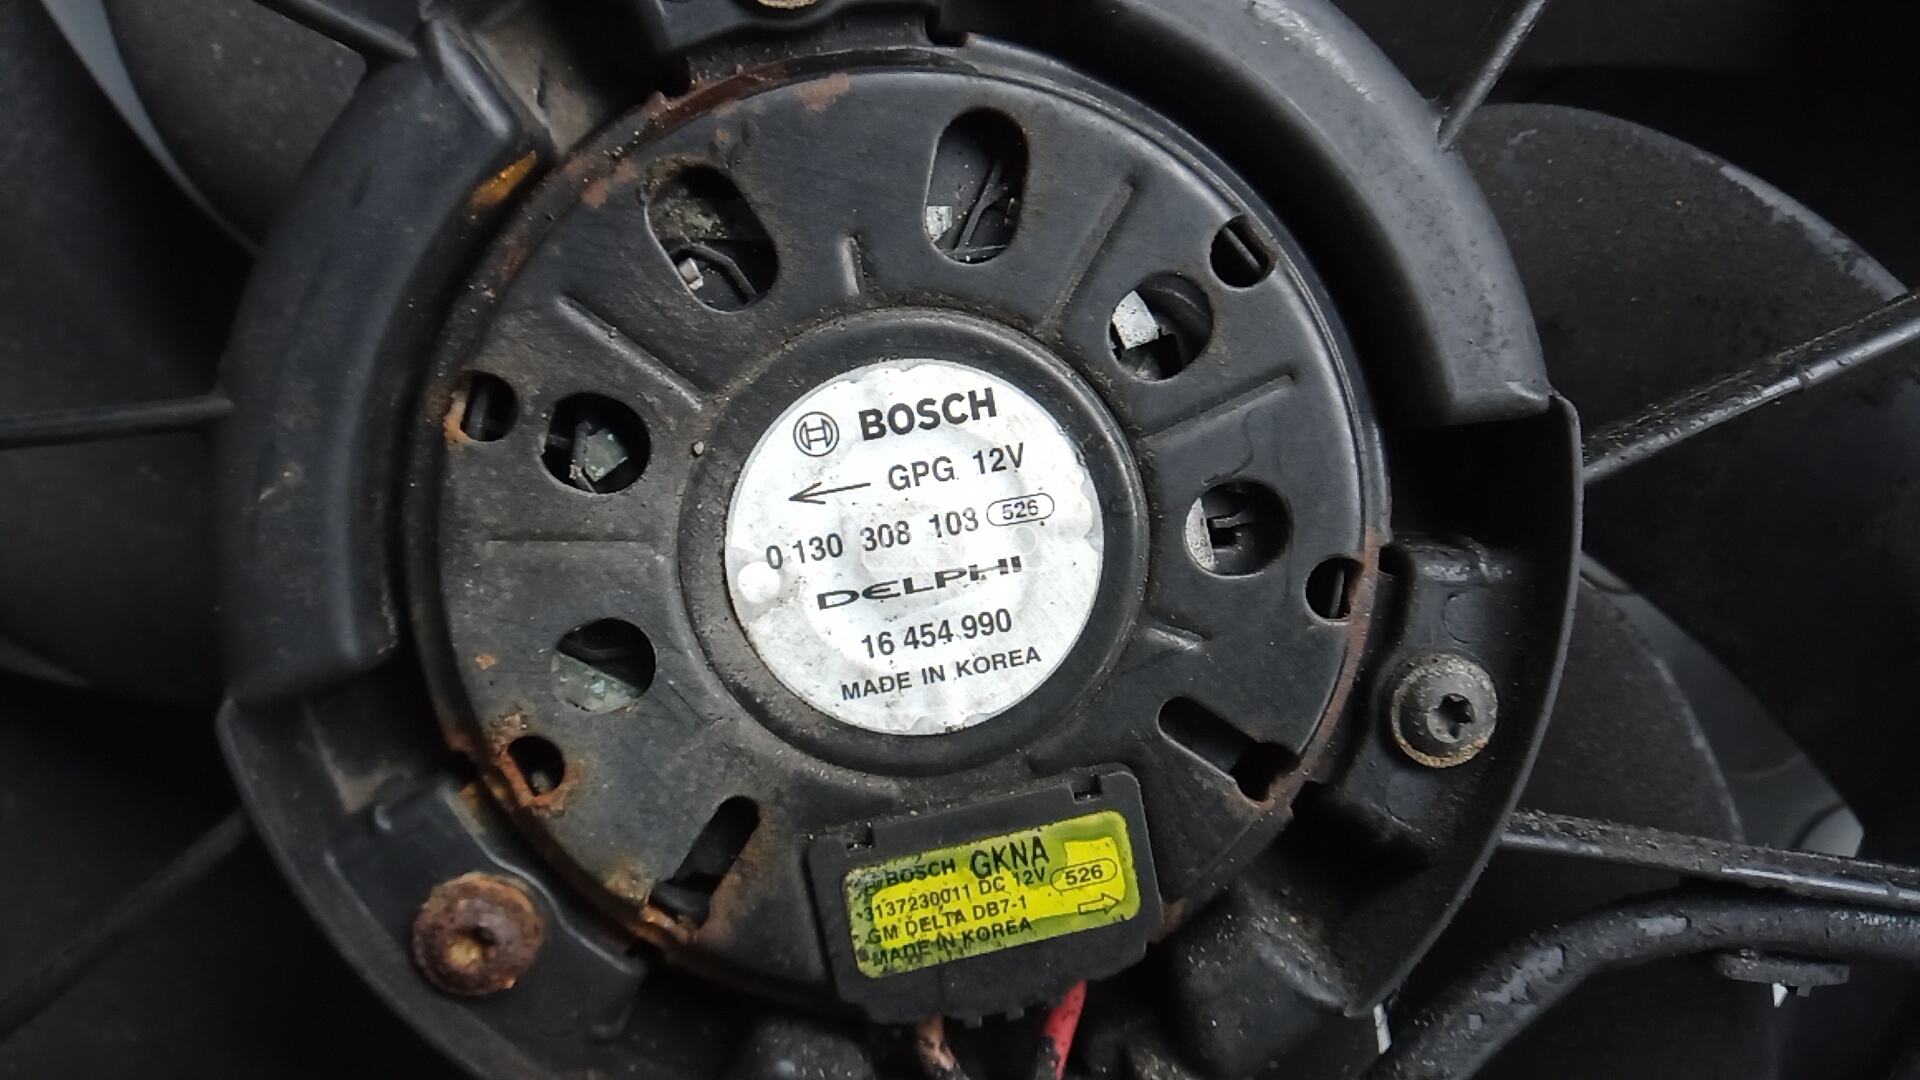 BOSCH
GPG 12V
0 130 308 103 526
DELPHI
16 454 990
MADE IN KOREA
BOSCH GKNA
3137230011 DC 12V 526
GM DELTA DB7-1
MADE IN KOREA